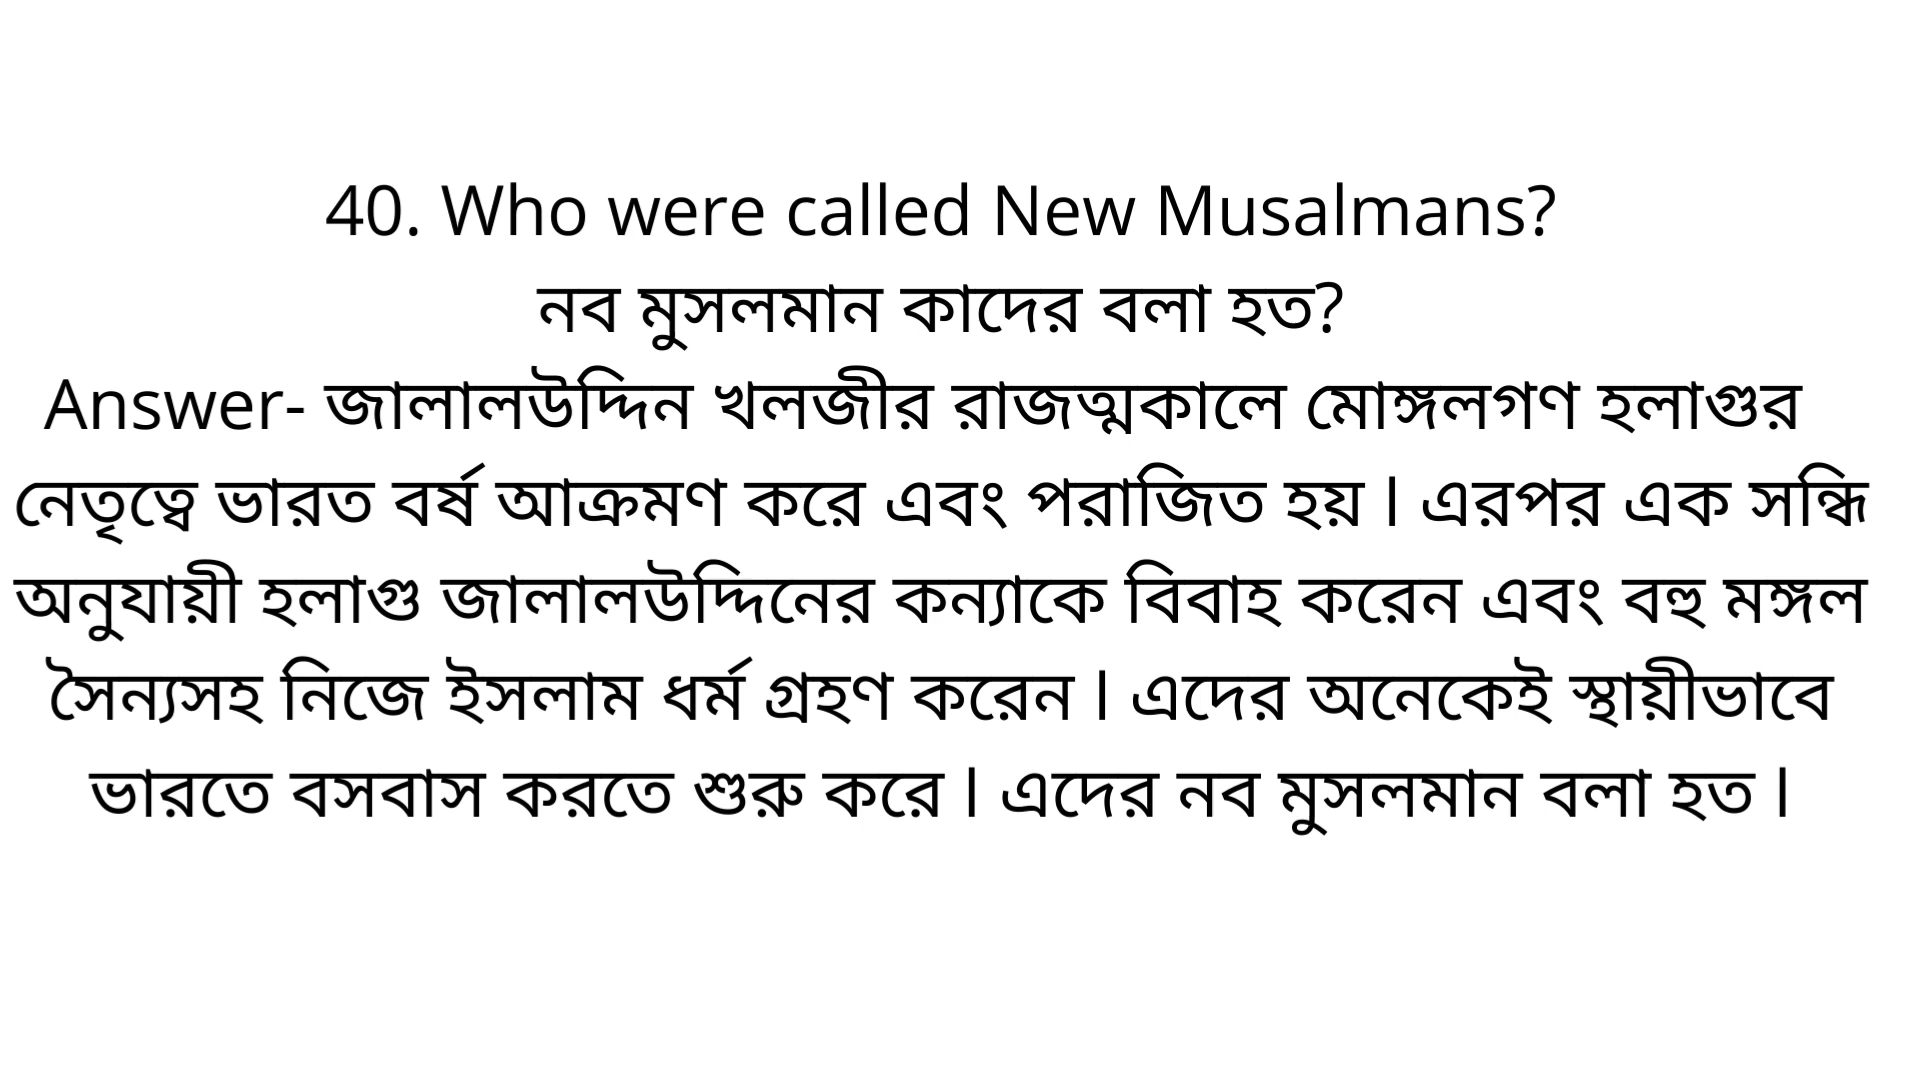 40. Who were called New Musalmans?
নব মুসলমান কাদের বলা হত?
Answer- জালালউদ্দিন খলজীর রাজত্মকালে মোঙ্গলগণ হলাগুর
নেতৃত্বে ভারত বর্ষ আক্রমণ করে এবং পরাজিত হয় l এরপর এক সন্ধি
অনুযায়ী হলাগু জালালউদ্দিনের কন্যাকে বিবাহ করেন এবং বহু মঙ্গল
সৈন্যসহ নিজে ইসলাম ধর্ম গ্রহণ করেন l এদের অনেকেই স্থায়ীভাবে
ভারতে বসবাস করতে শুরু করে l এদের নব মুসলমান বলা হত l